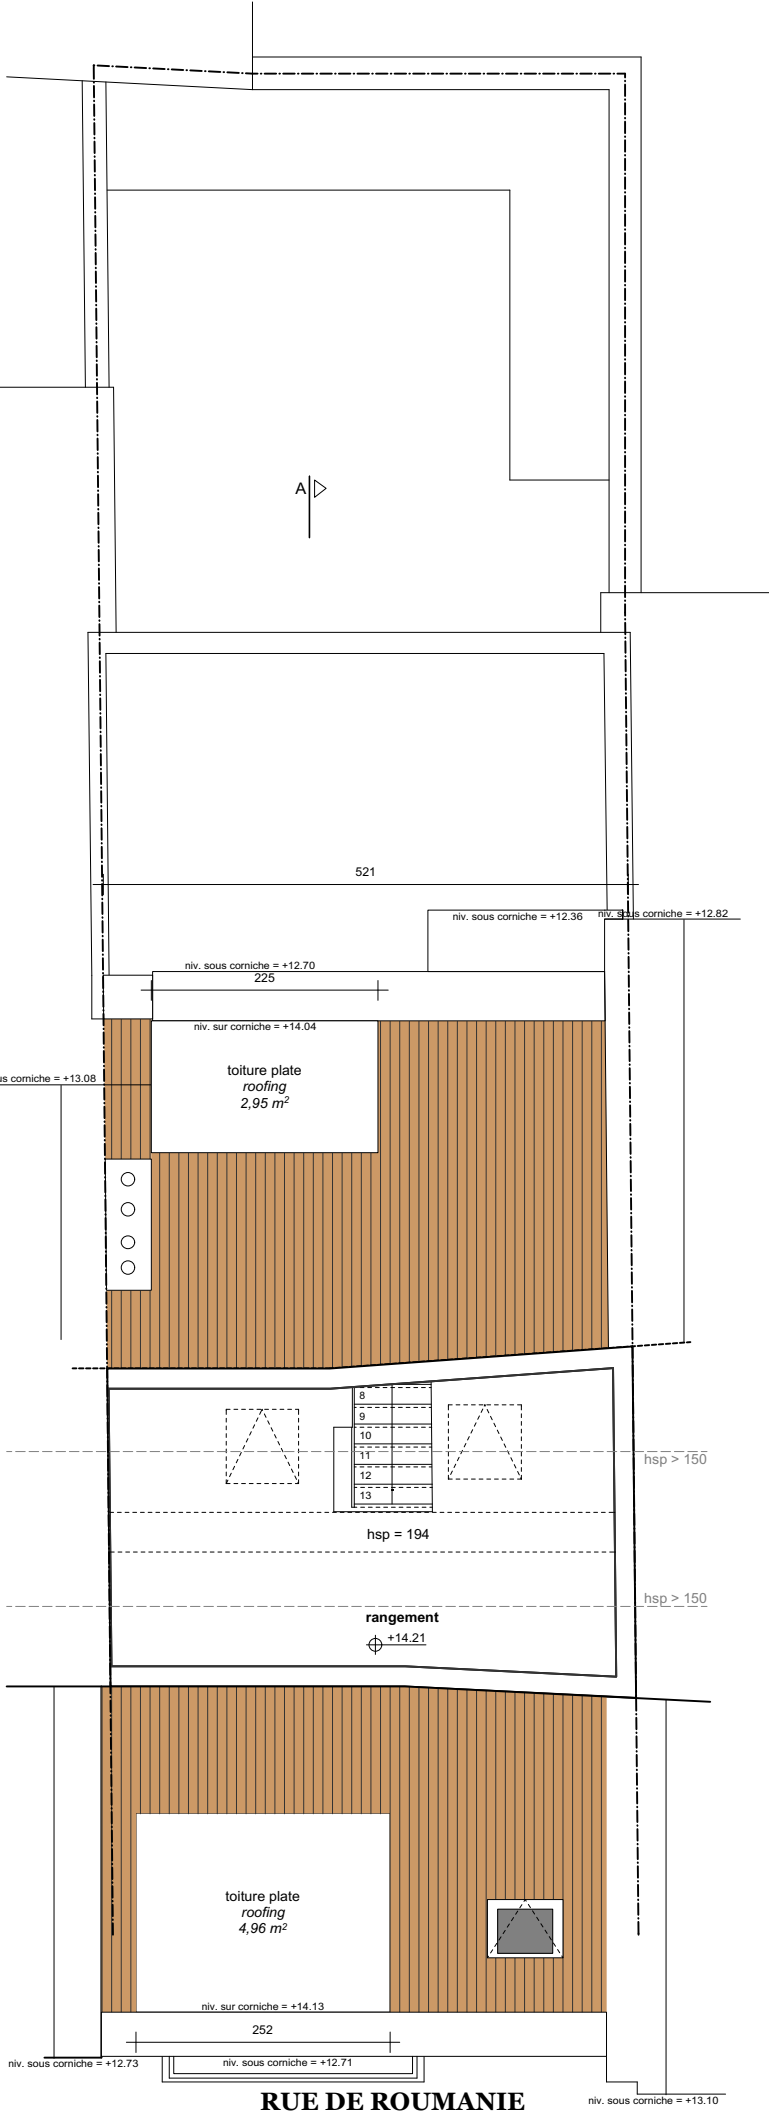 A
521
niv. sous corniche = +12.36
niv. sous corniche = +12.82
niv. sous corniche = +12.70
225
niv. sur corniche = +14.04
toiture plate
roofing
2,95 m²
us corniche = +13.08
8
9
10
11
12
13
hsp > 150
hsp = 194
hsp > 150
rangement
+14.21
toiture plate
roofing
4,96 m²
niv. sur corniche = +14.13
252
niv. sous corniche = +12.73
niv. sous corniche = +12.71
RUE DE ROUMANIE
niv. sous corniche = +13.10